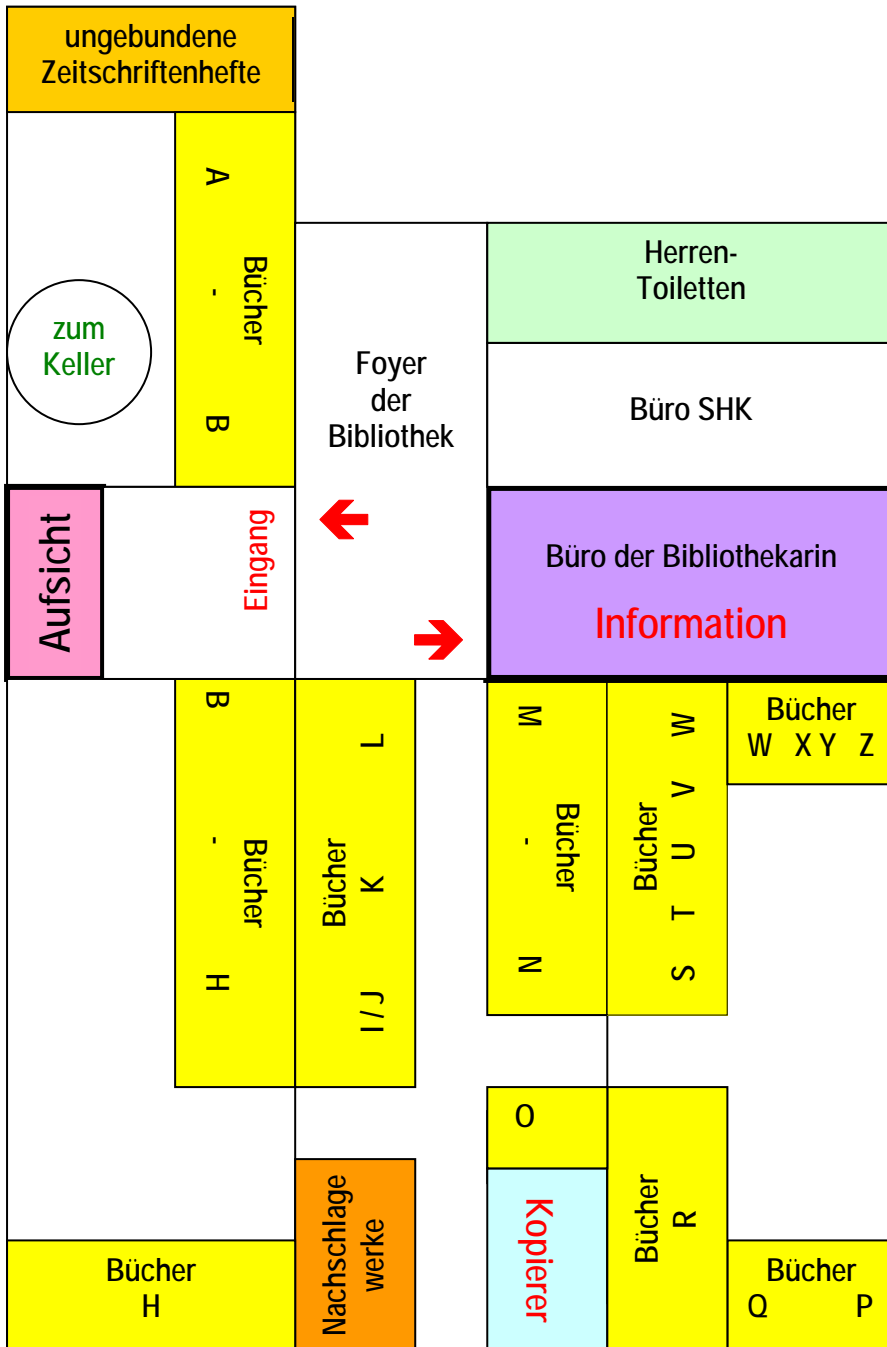 ungebundene
Zeitschriftenhefte
A - B
Bücher
zum
Keller
Foyer
der
Bibliothek
Herren-
Toiletten
Büro SHK
Aufsicht
Eingang
Büro der Bibliothekarin
Information
B - H
Bücher
Bücher
I / J K L
M - N
Bücher
Bücher
S T U V W
Bücher
W X Y Z
O
Kopierer
Bücher
R
Nachschlage
werke
Bücher
H
Bücher
Q P